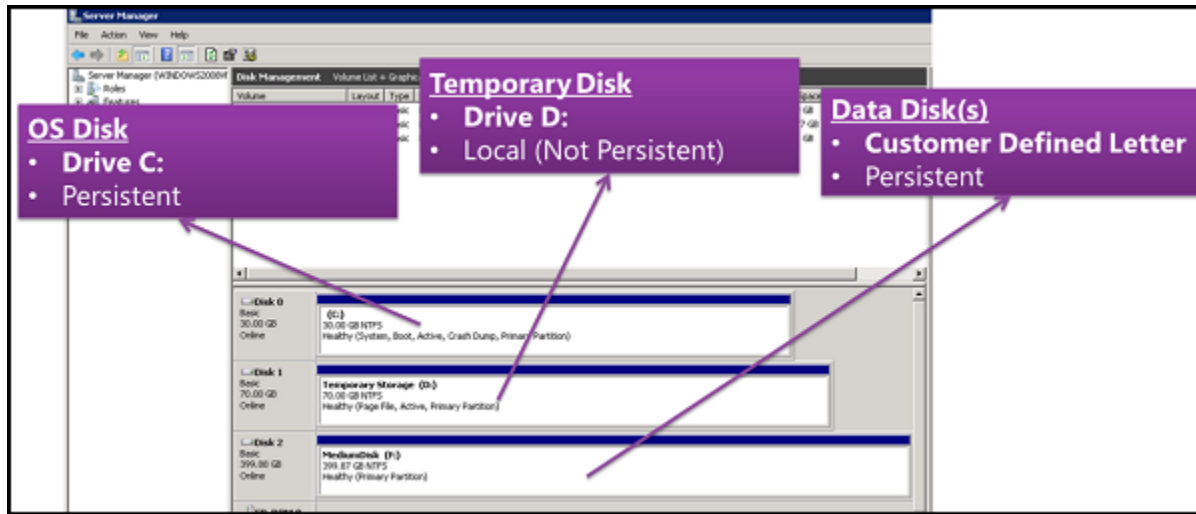 Server Manager
File Action View Help
Server Manager (WINDOWS2008
Roles
Features
Disk Management Volume List + Graphic
Volume Layout Type
OS Disk
• Drive C:
• Persistent
Temporary Disk
• Drive D:
• Local (Not Persistent)
Data Disk(s)
• Customer Defined Letter
• Persistent
Disk 0
Basic
30.00 GB
Online
(C:)
30.00 GB NTFS
Healthy (System, Boot, Active, Crash Dump, Primary Partition)
Disk 1
Basic
70.00 GB
Online
Temporary Storage (D:)
70.00 GB NTFS
Healthy (Page File, Active, Primary Partition)
Disk 2
Basic
399.88 GB
Online
MediumDisk (F:)
399.87 GB NTFS
Healthy (Primary Partition)